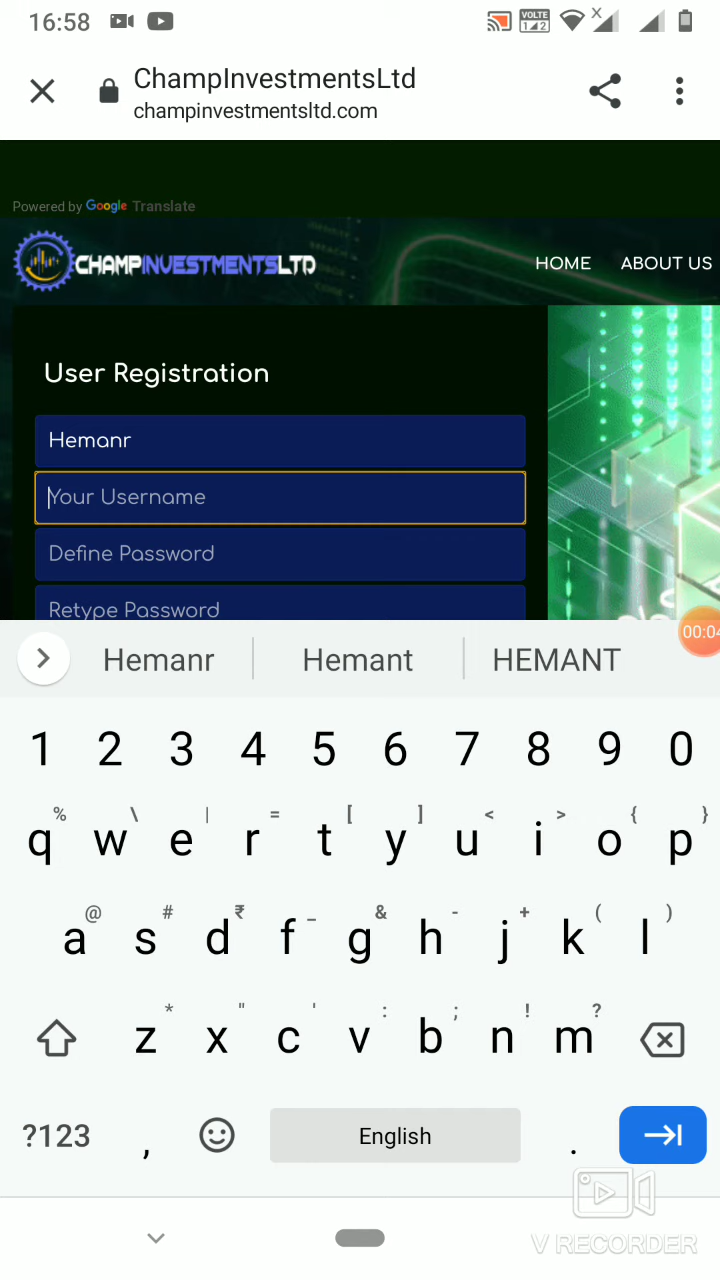 16:58 VOLTE 1 2 X
ChampInvestmentsLtd
champinvestmentsltd.com
Powered by Google Translate
CHAMPINVESTMENTSLTD HOME ABOUT US
User Registration
Hemanr
Your Username
Define Password
Retype Password
00:04
Hemanr Hemant HEMANT
1 2 3 4 5 6 7 8 9 0
% \ | = [ ] < > { }
q w e r t y u i o p
@ # ₹ _ & - + ( )
a s d f g h j k l
* " ' : ; ! ?
z x c v b n m
?123 , English .
V RECORDER